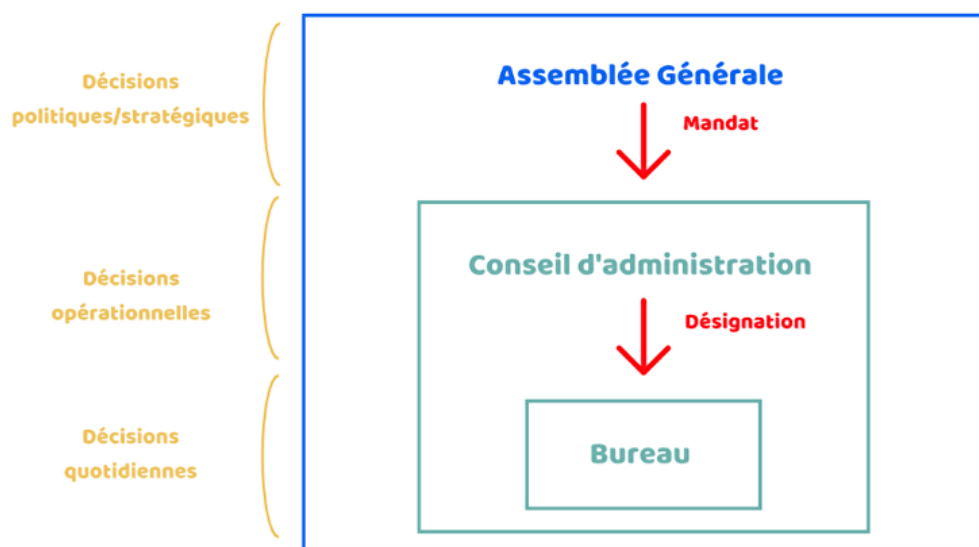 Assemblée Générale
Décisions
politiques/stratégiques
Mandat
Conseil d'administration
Décisions
opérationnelles
Désignation
Décisions
quotidiennes
Bureau